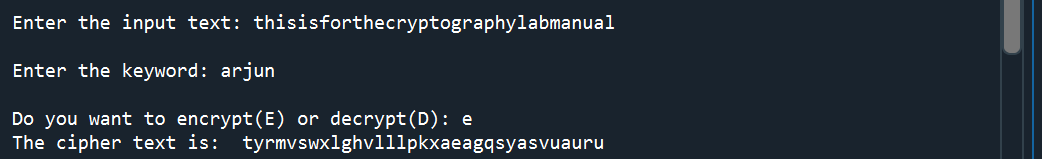 Enter the input text: thisisforthecryptographylabmanual
Enter the keyword: arjun
Do you want to encrypt(E) or decrypt(D): e
The cipher text is:  tyrmvswxlghvlllpkxaeagqsyasvuauru